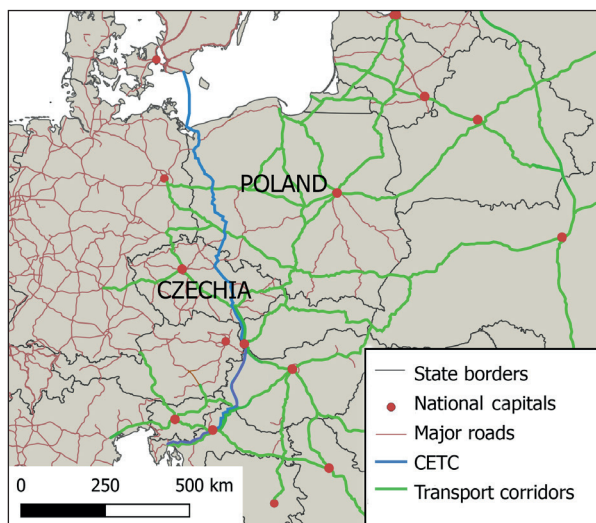 POLAND
CZECHIA
State borders
National capitals
Major roads
CETC
Transport corridors
0 250 500 km